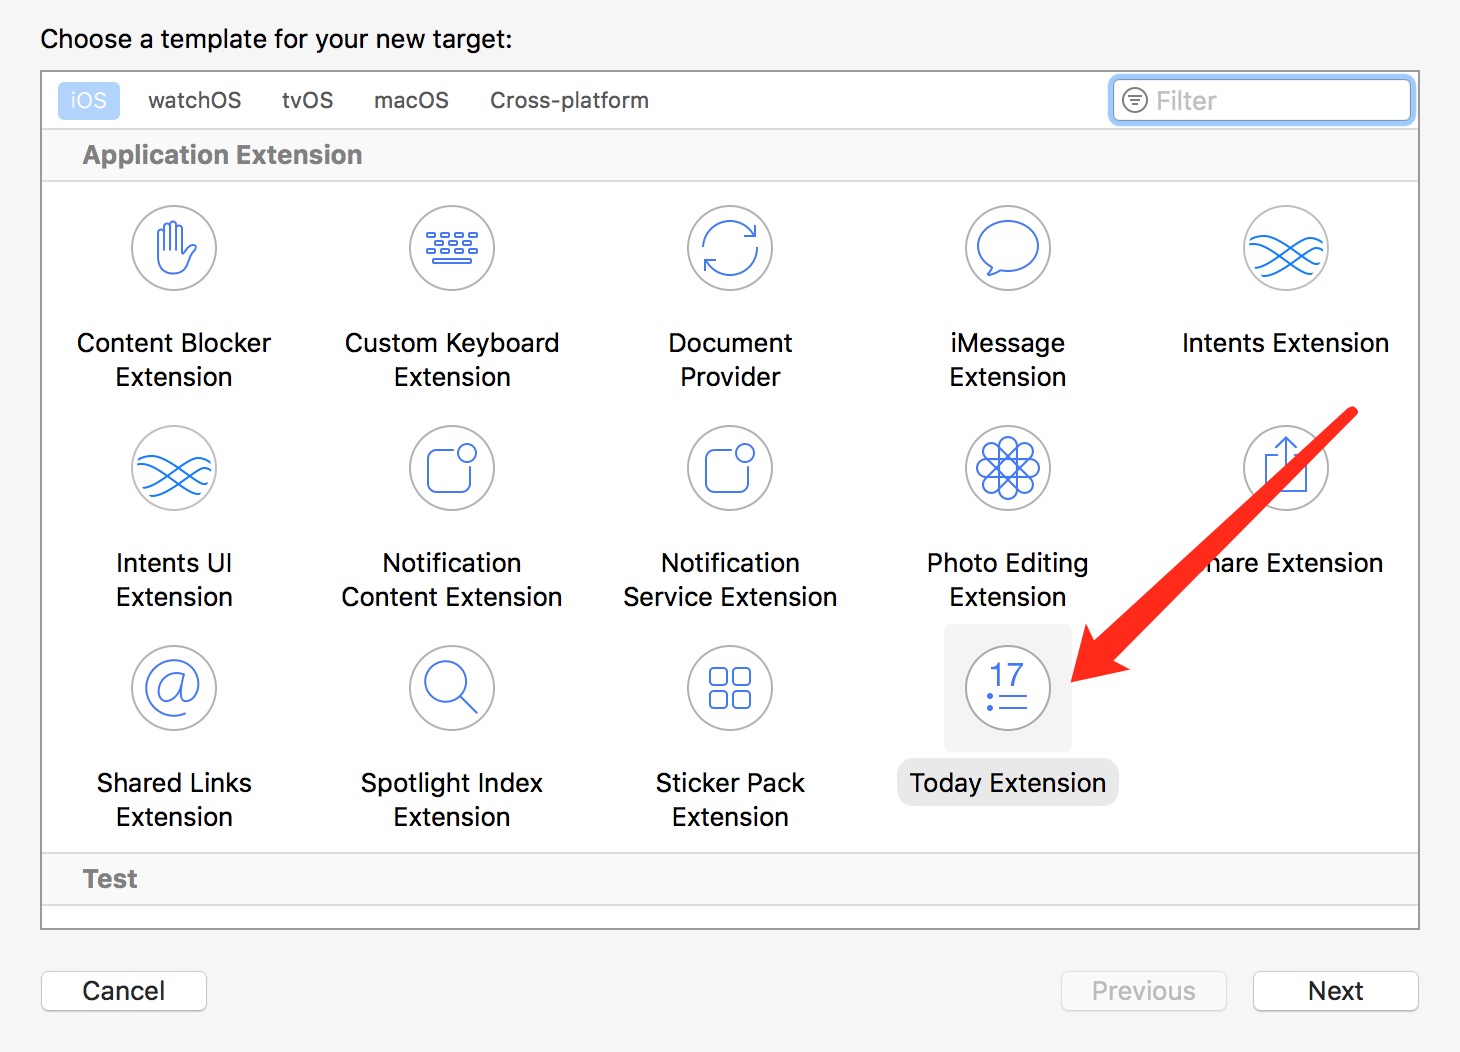 Choose a template for your new target:
iOS watchOS tvOS macOS Cross-platform Filter
Application Extension
Content Blocker Extension
Custom Keyboard Extension
Document Provider
iMessage Extension
Intents Extension
Intents UI Extension
Notification Content Extension
Notification Service Extension
Photo Editing Extension
Share Extension
@
Shared Links Extension
Spotlight Index Extension
Sticker Pack Extension
17
Today Extension
Test
Cancel Previous Next